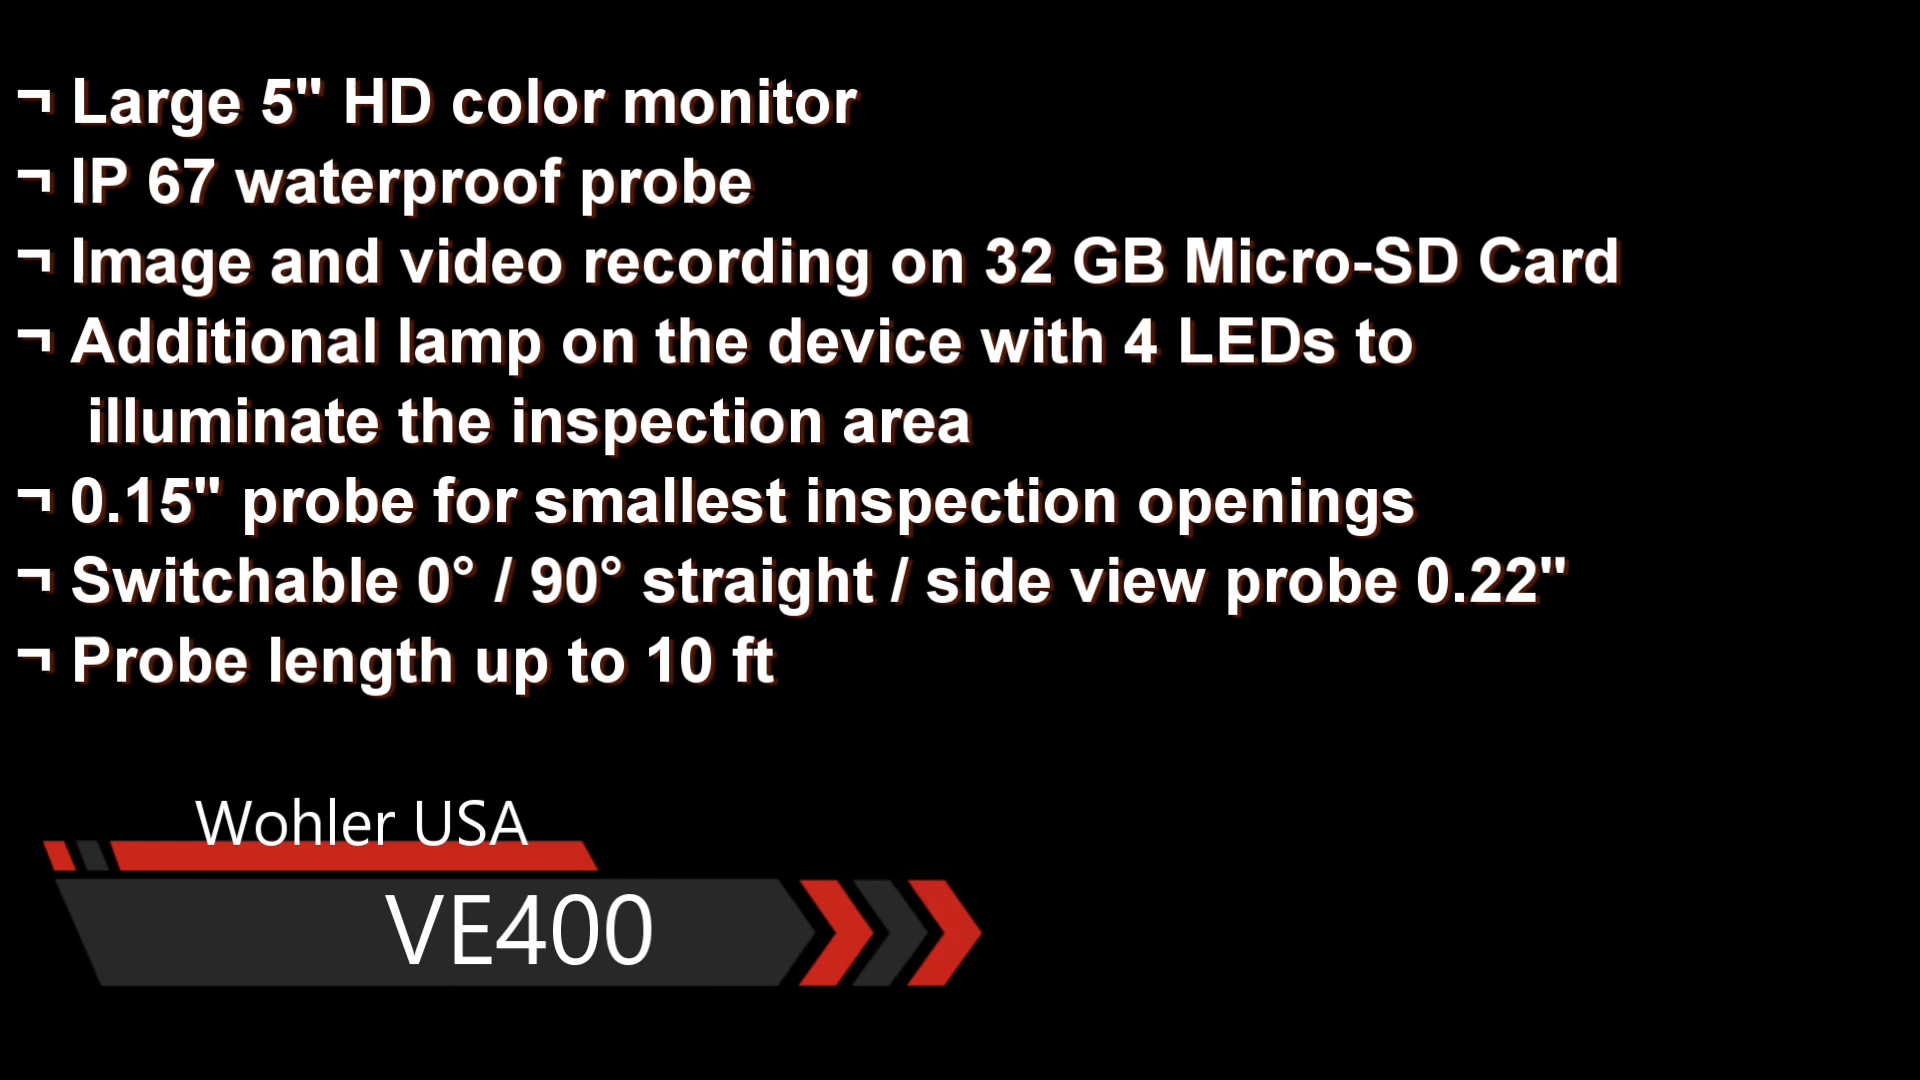 ¬ Large 5" HD color monitor
¬ IP 67 waterproof probe
¬ Image and video recording on 32 GB Micro-SD Card
¬ Additional lamp on the device with 4 LEDs to
illuminate the inspection area
¬ 0.15" probe for smallest inspection openings
¬ Switchable 0° / 90° straight / side view probe 0.22"
¬ Probe length up to 10 ft
Wohler USA
VE400